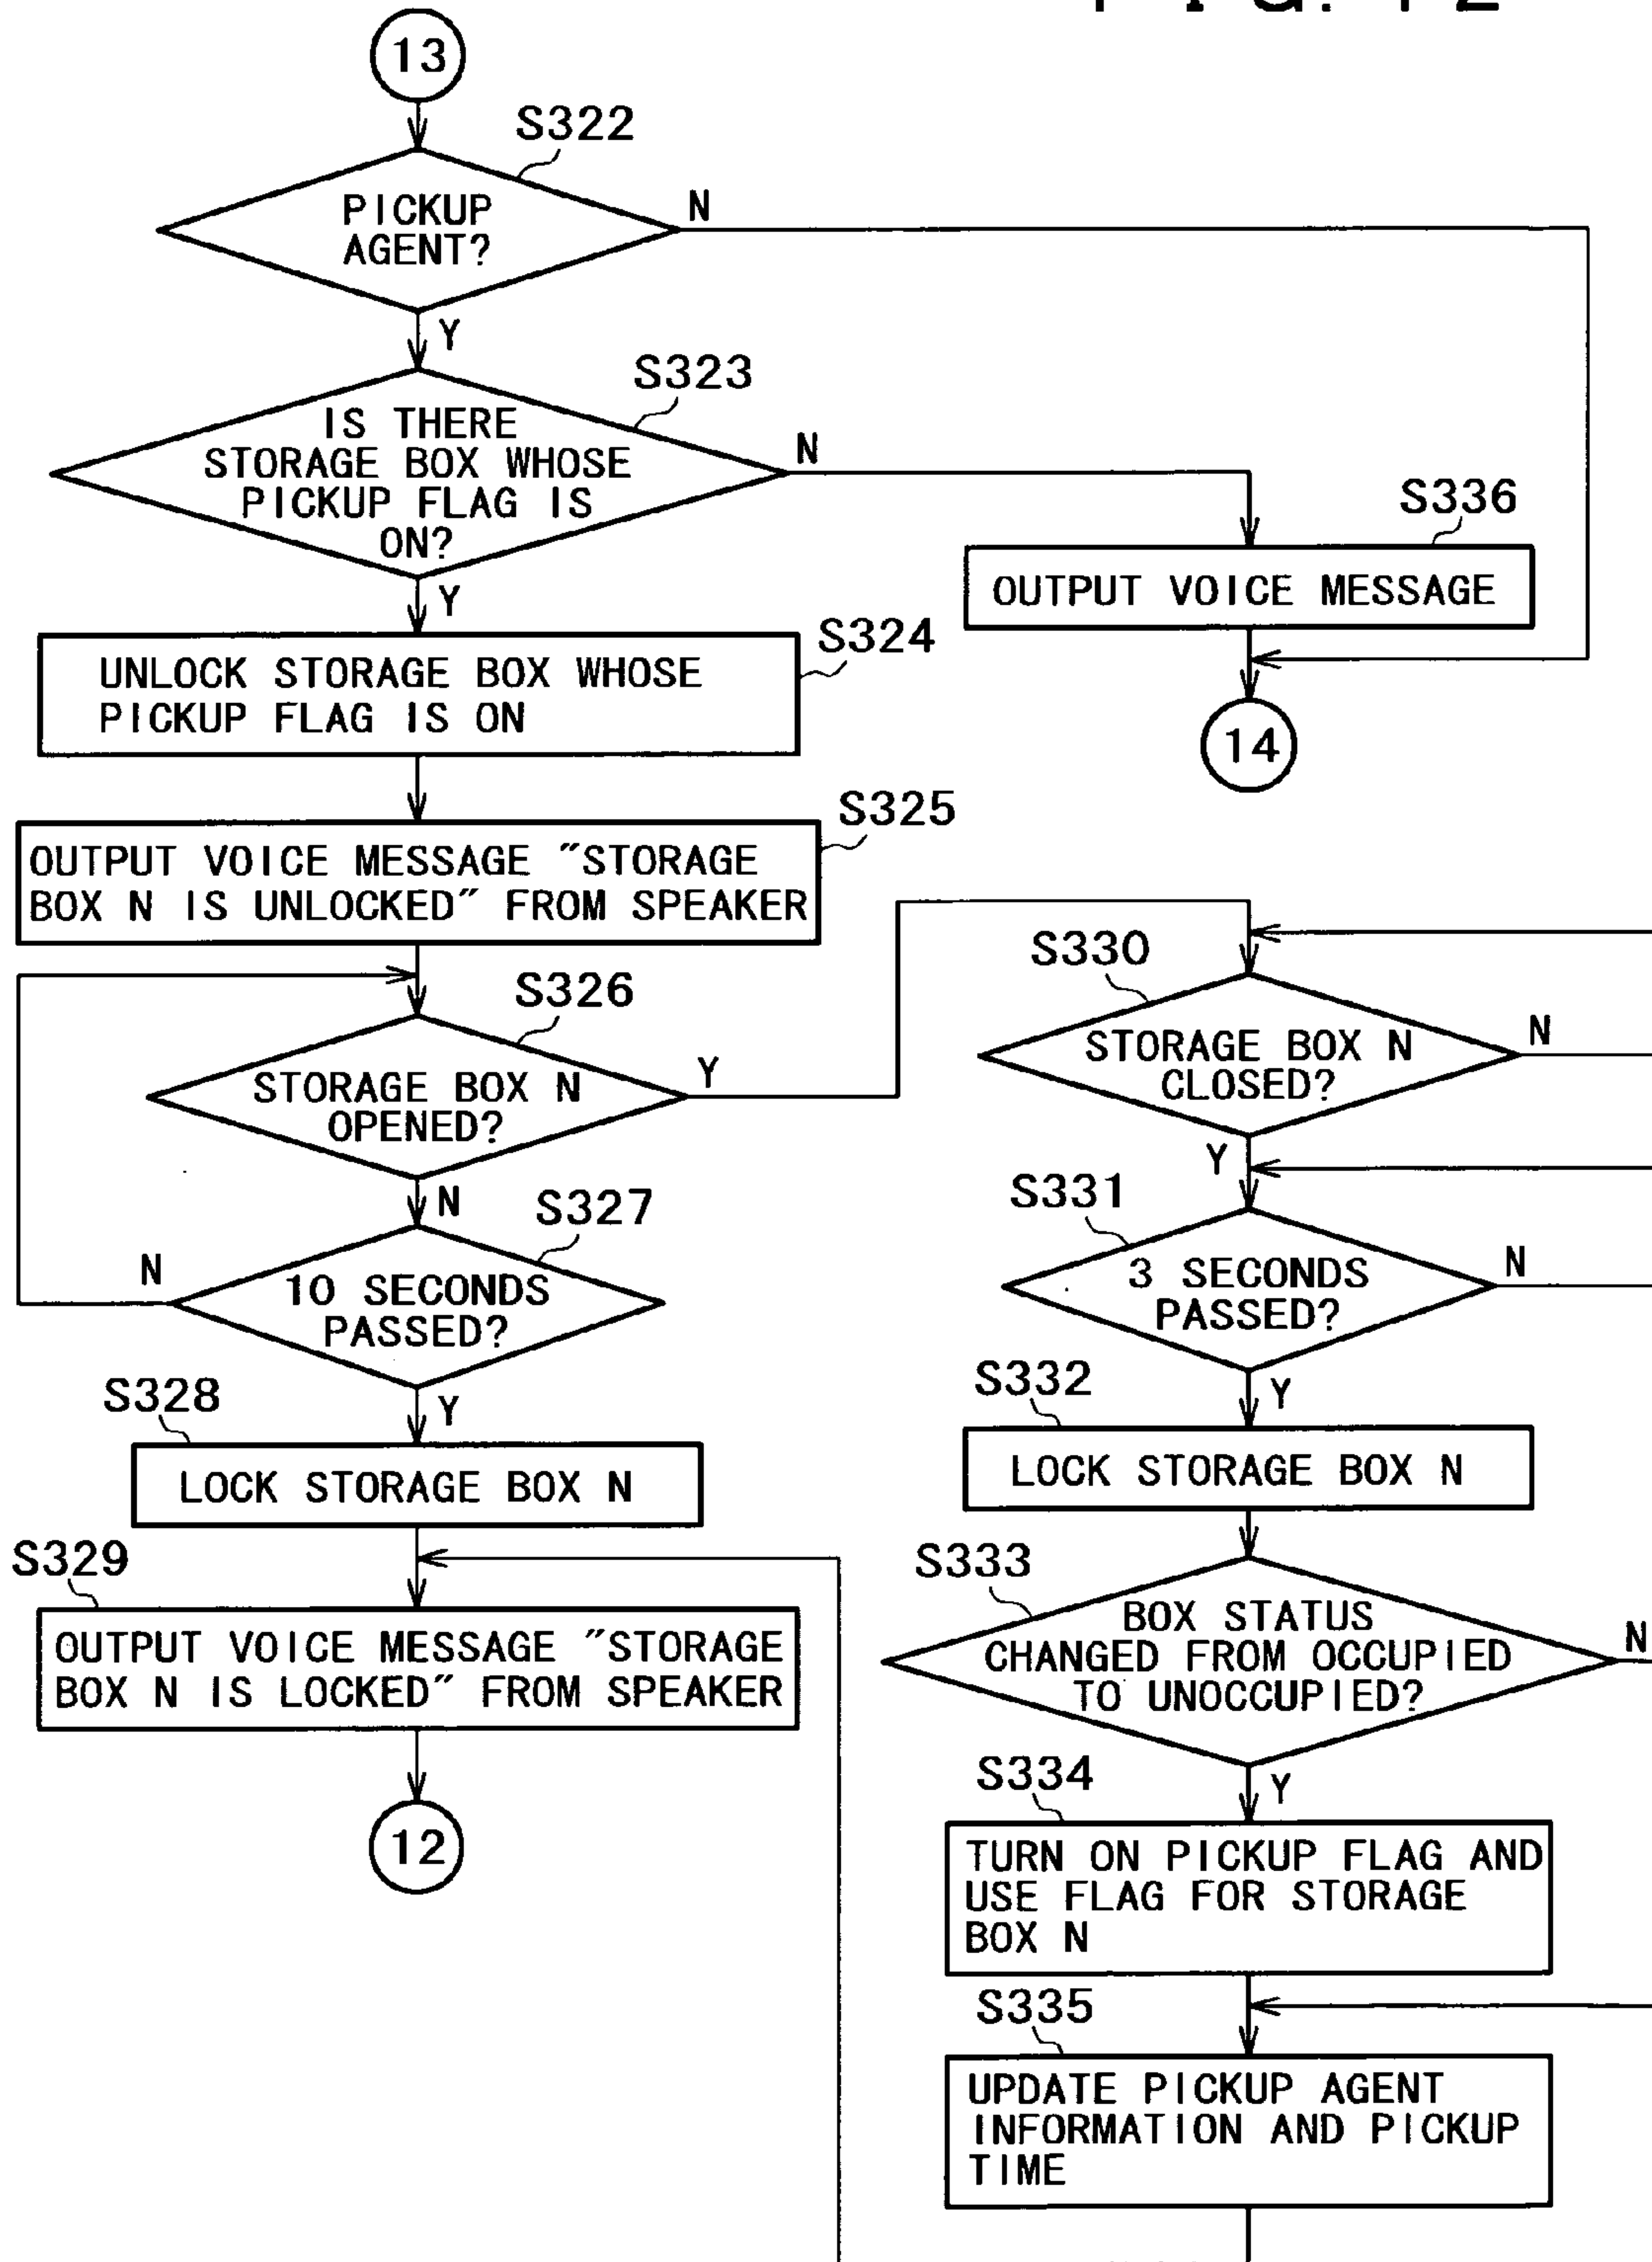 FIG. 12
13
S322
PICKUP
AGENT?
N
Y
S323
IS THERE
STORAGE BOX WHOSE
PICKUP FLAG IS
ON?
N
Y
S336
OUTPUT VOICE MESSAGE
14
S324
UNLOCK STORAGE BOX WHOSE
PICKUP FLAG IS ON
S325
OUTPUT VOICE MESSAGE "STORAGE
BOX N IS UNLOCKED" FROM SPEAKER
S326
STORAGE BOX N
OPENED?
Y
N
S327
10 SECONDS
PASSED?
N
Y
S328
LOCK STORAGE BOX N
S329
OUTPUT VOICE MESSAGE "STORAGE
BOX N IS LOCKED" FROM SPEAKER
12
S330
STORAGE BOX N
CLOSED?
N
Y
S331
3 SECONDS
PASSED?
N
Y
S332
LOCK STORAGE BOX N
S333
BOX STATUS
CHANGED FROM OCCUPIED
TO UNOCCUPIED?
N
Y
S334
TURN ON PICKUP FLAG AND
USE FLAG FOR STORAGE
BOX N
S335
UPDATE PICKUP AGENT
INFORMATION AND PICKUP
TIME